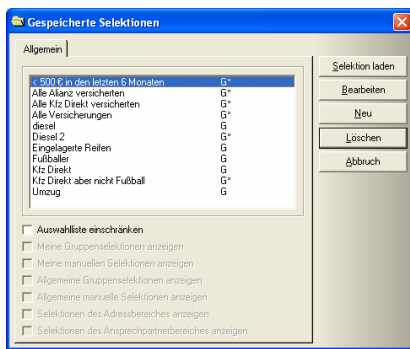 Gespeicherte Selektionen
Allgemein
< 500 € in den letzten 6 Monaten G*
Alle Alianz versicherten G*
Alle Kfz Direkt versicherten G*
Alle Versicherungen G*
diesel G
Diesel 2 G*
Eingelagerte Reifen G
Fußballer G
Kfz Direkt G
Kfz Direkt aber nicht Fußball G*
Umzug G
Selektion laden
Bearbeiten
Neu
Löschen
Abbruch
Auswahlliste einschränken
Meine Gruppenselektionen anzeigen
Meine manuellen Selektionen anzeigen
Allgemeine Gruppenselektionen anzeigen
Allgemeine manuelle Selektionen anzeigen
Selektionen des Adressbereiches anzeigen
Selektionen des Ansprechpartnerbereiches anzeigen